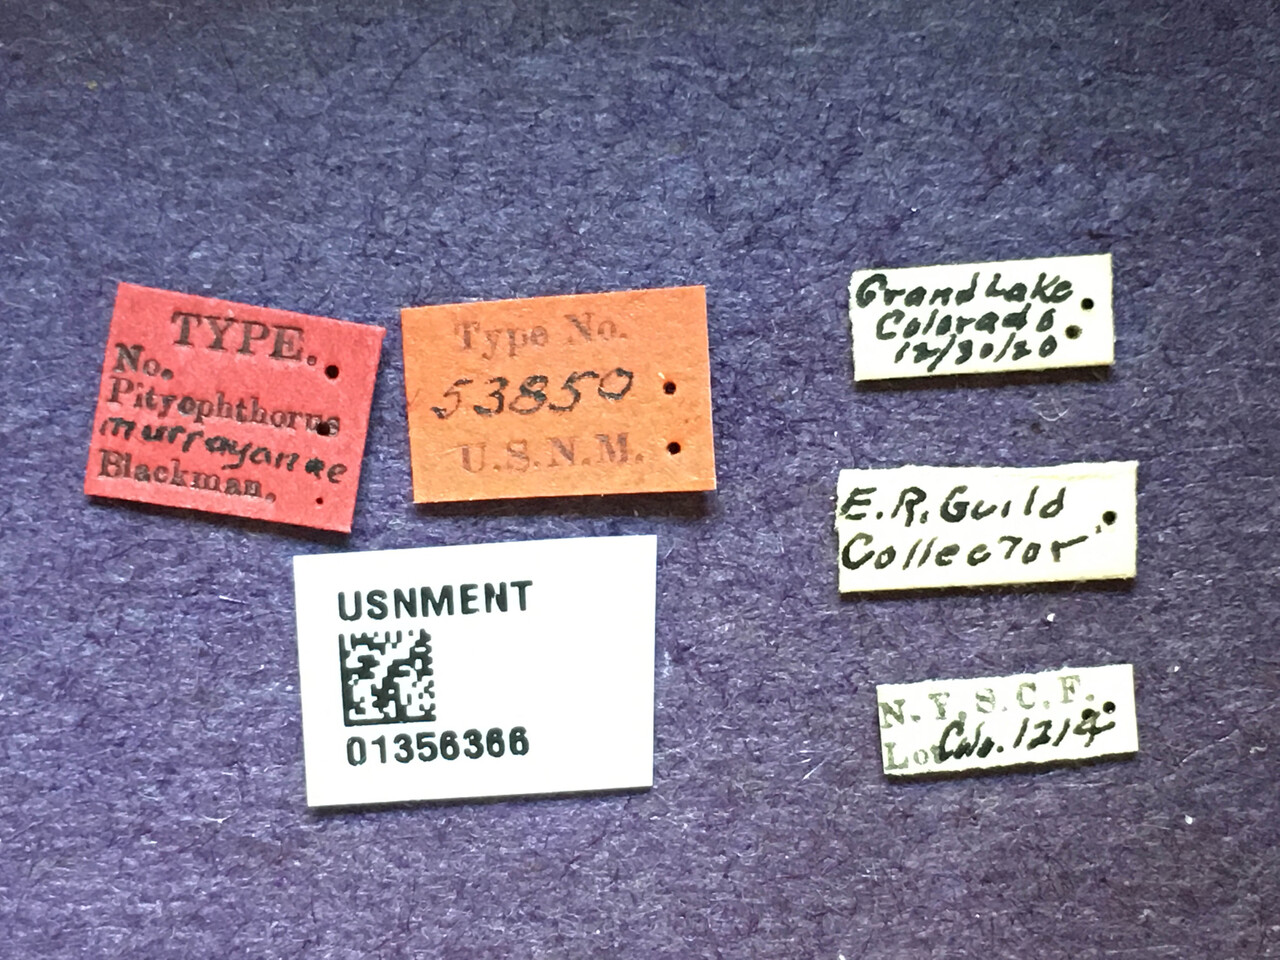 TYPE.
No.
Pityophthorus
murrayanae
Blackman.
Type No.
53850
U.S.N.M.
USNMENT
01356366
Grand Lake
Colorado
12/30/20
E.R. Guild
Collector
N.Y.S.C.F.
Lot Colo. 1214